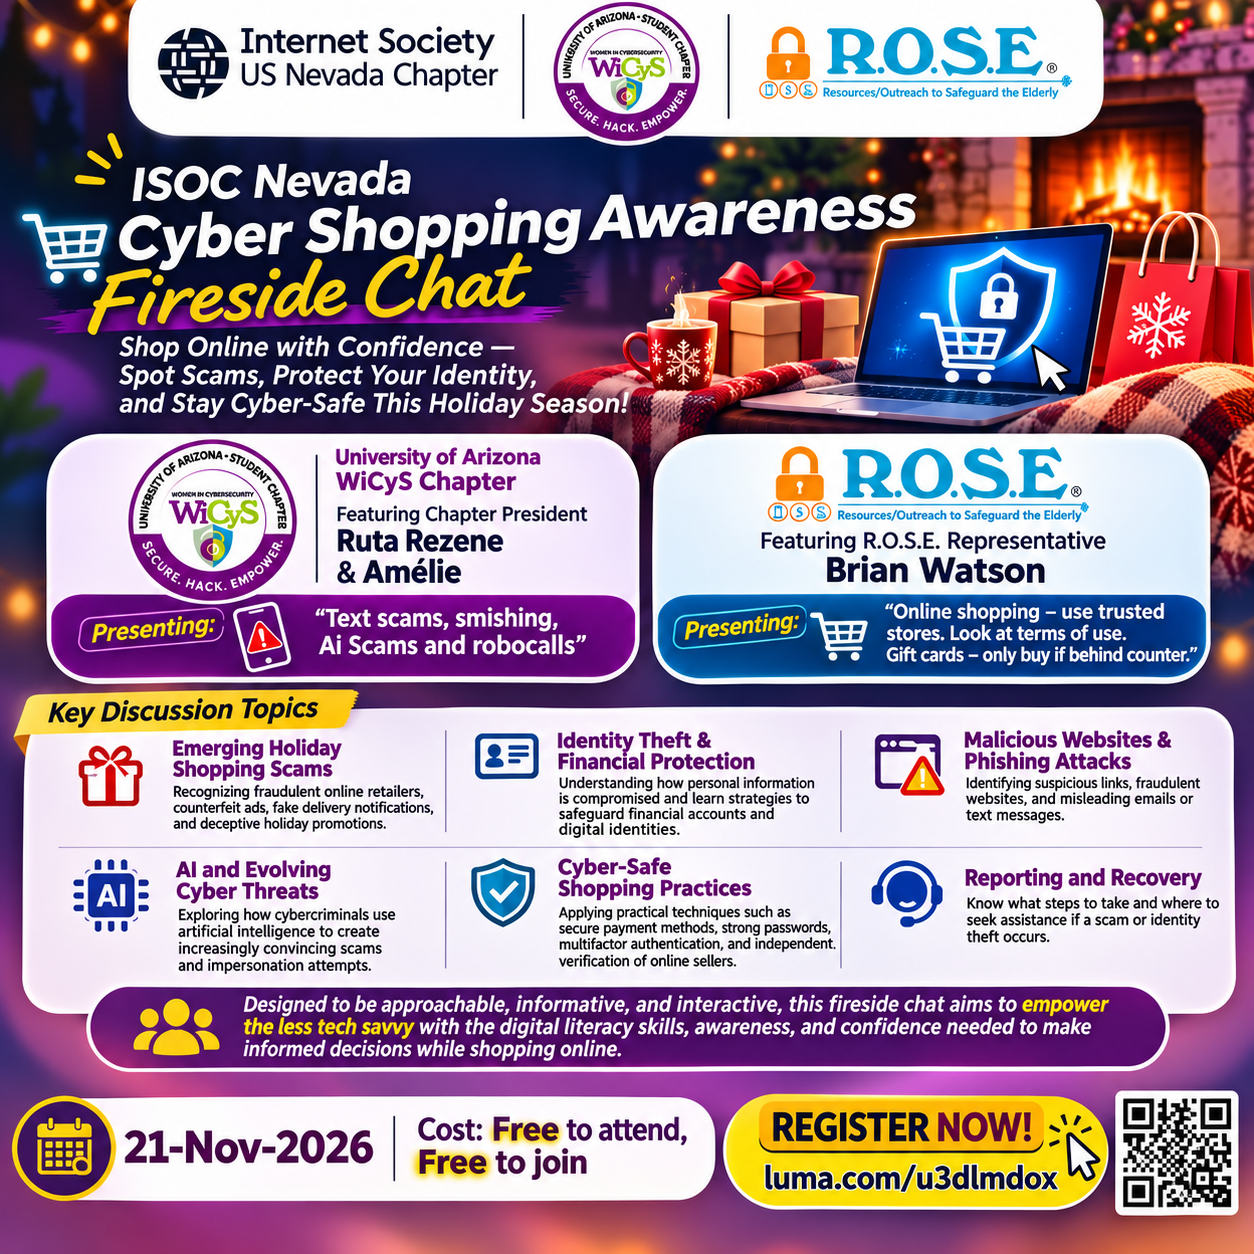 Internet Society
US Nevada Chapter
UNIVERSITY OF ARIZONA - STUDENT CHAPTER
WOMEN IN CYBERSECURITY
WiCyS
SECURE. HACK. EMPOWER.
R.O.S.E.®
Resources/Outreach to Safeguard the Elderly
ISOC Nevada
Cyber Shopping Awareness
Fireside Chat
Shop Online with Confidence —
Spot Scams, Protect Your Identity,
and Stay Cyber-Safe This Holiday Season!
UNIVERSITY OF ARIZONA - STUDENT CHAPTER
WOMEN IN CYBERSECURITY
WiCyS
SECURE. HACK. EMPOWER.
University of Arizona
WiCyS Chapter
Featuring Chapter President
Ruta Rezene
& Amélie
Presenting:
“Text scams, smishing,
Ai Scams and robocalls”
R.O.S.E.®
Resources/Outreach to Safeguard the Elderly
Featuring R.O.S.E. Representative
Brian Watson
Presenting:
“Online shopping – use trusted
stores. Look at terms of use.
Gift cards – only buy if behind counter.”
Key Discussion Topics
Emerging Holiday
Shopping Scams
Recognizing fraudulent online retailers,
counterfeit ads, fake delivery notifications,
and deceptive holiday promotions.
Identity Theft &
Financial Protection
Understanding how personal information
is compromised and learn strategies to
safeguard financial accounts and
digital identities.
Malicious Websites &
Phishing Attacks
Identifying suspicious links, fraudulent
websites, and misleading emails or
text messages.
AI
AI and Evolving
Cyber Threats
Exploring how cybercriminals use
artificial intelligence to create
increasingly convincing scams
and impersonation attempts.
Cyber-Safe
Shopping Practices
Applying practical techniques such as
secure payment methods, strong passwords,
multifactor authentication, and independent.
verification of online sellers.
Reporting and Recovery
Know what steps to take and where to
seek assistance if a scam or identity
theft occurs.
Designed to be approachable, informative, and interactive, this fireside chat aims to empower
the less tech savvy with the digital literacy skills, awareness, and confidence needed to make
informed decisions while shopping online.
21-Nov-2026
Cost: Free to attend,
Free to join
REGISTER NOW!
luma.com/u3dlmdox